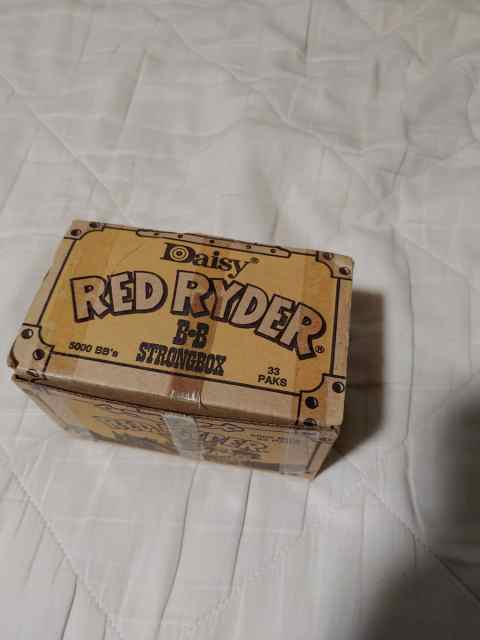 Daisy®
RED RYDER®
B•B
STRONGBOX
5000 BB's
33
PAKS